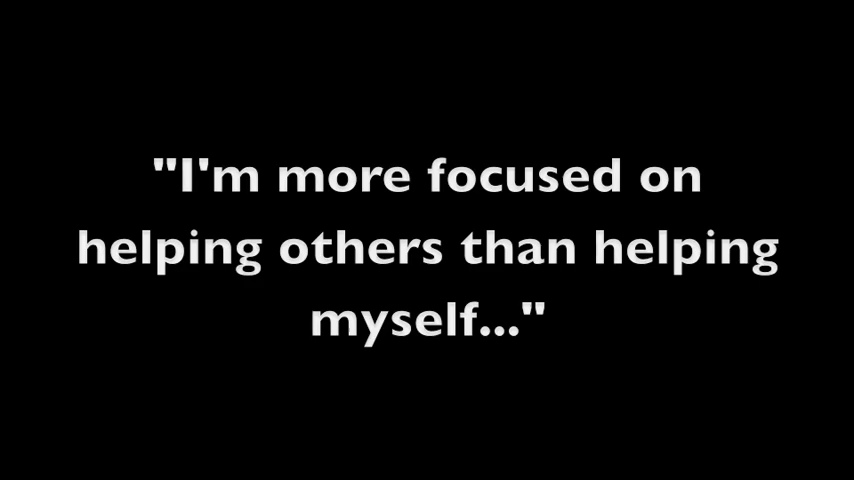 "I'm more focused on
helping others than helping
myself..."